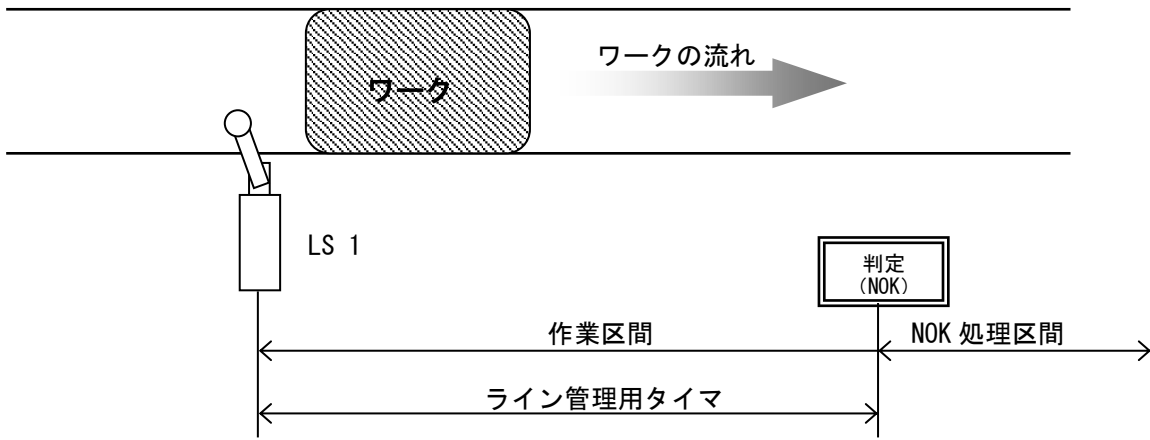 ワークの流れ
ワーク
LS 1
判定
(NOK)
作業区間
NOK 処理区間
ライン管理用タイマ